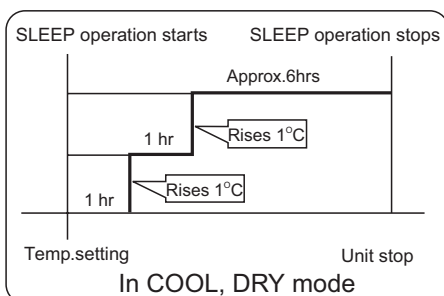 SLEEP operation starts SLEEP operation stops
Approx.6hrs
1 hr Rises 1°C
1 hr Rises 1°C
Temp.setting Unit stop
In COOL, DRY mode